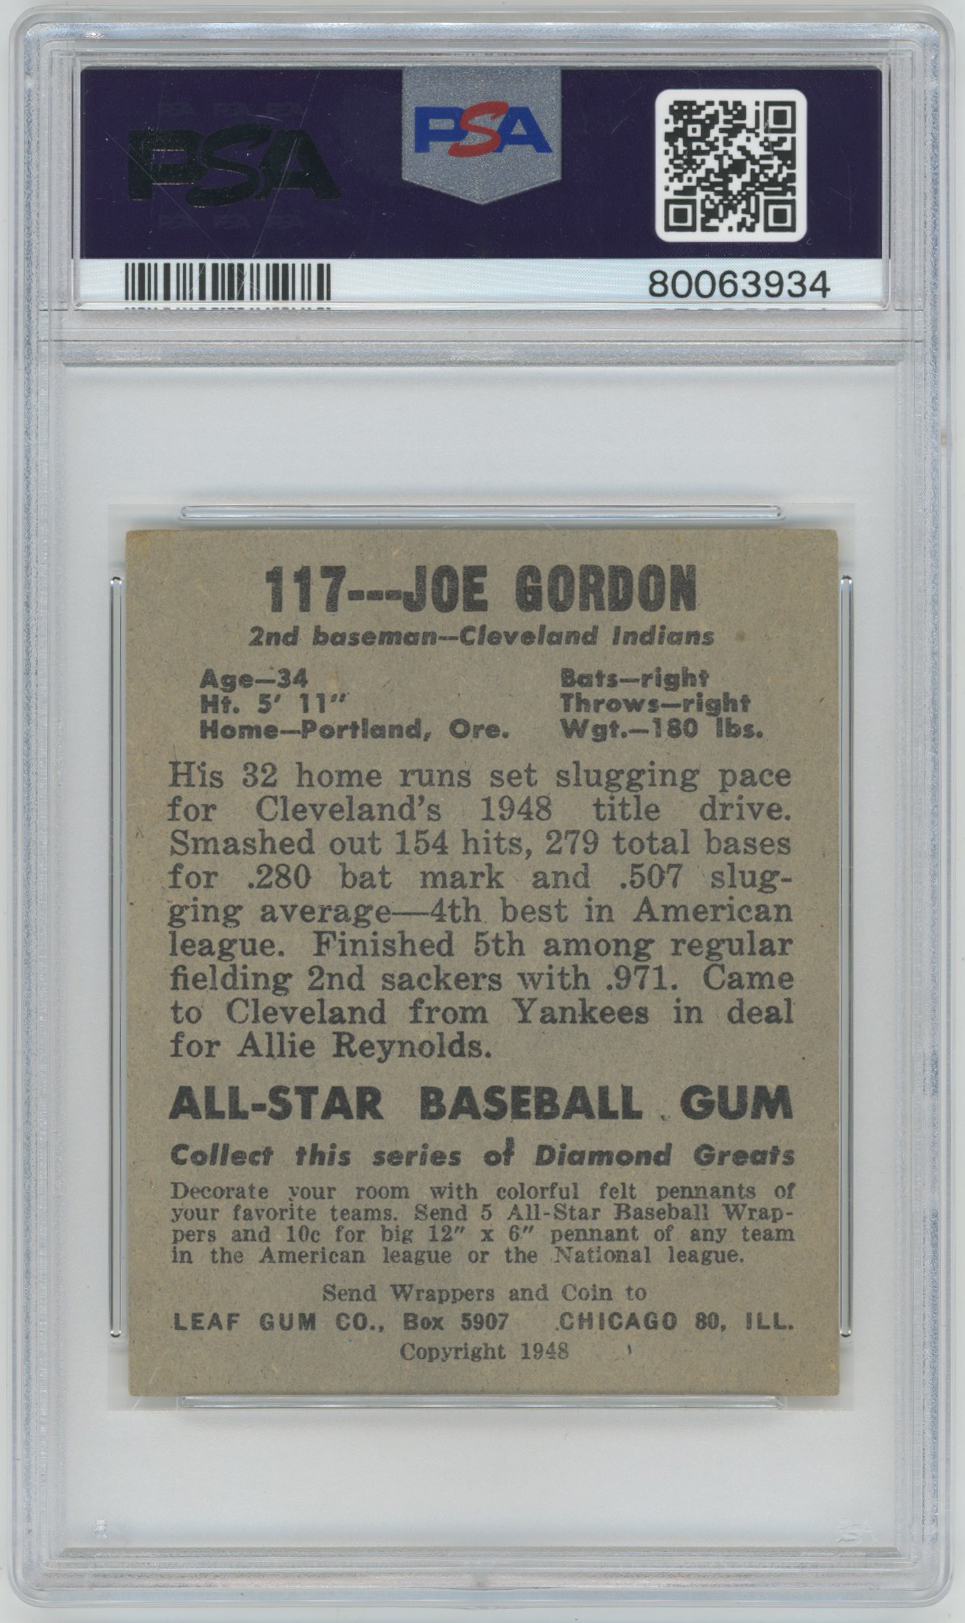 PSA
PSA
80063934
117---JOE GORDON
2nd baseman--Cleveland Indians
Age—34 Bats—right
Ht. 5' 11" Throws—right
Home—Portland, Ore. Wgt.—180 lbs.
His 32 home runs set slugging pace
for Cleveland's 1948 title drive.
Smashed out 154 hits, 279 total bases
for .280 bat mark and .507 slug-
ging average—4th best in American
league. Finished 5th among regular
fielding 2nd sackers with .971. Came
to Cleveland from Yankees in deal
for Allie Reynolds.
ALL-STAR BASEBALL GUM
Collect this series of Diamond Greats
Decorate your room with colorful felt pennants of
your favorite teams. Send 5 All-Star Baseball Wrap-
pers and 10c for big 12" x 6" pennant of any team
in the American league or the National league.
Send Wrappers and Coin to
LEAF GUM CO., Box 5907 CHICAGO 80, ILL.
Copyright 1948